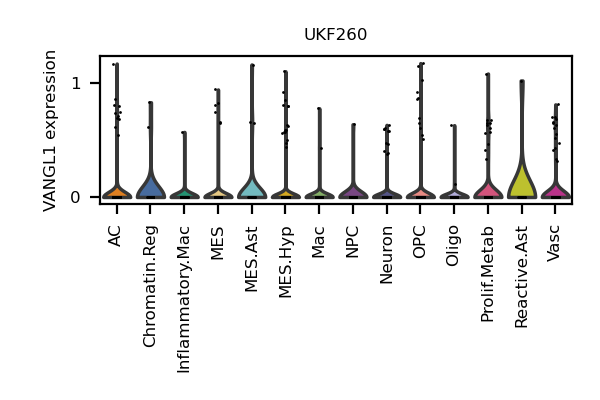 UKF260
VANGL1 expression
1
0
AC
Chromatin.Reg
Inflammatory.Mac
MES
MES.Ast
MES.Hyp
Mac
NPC
Neuron
OPC
Oligo
Prolif.Metab
Reactive.Ast
Vasc